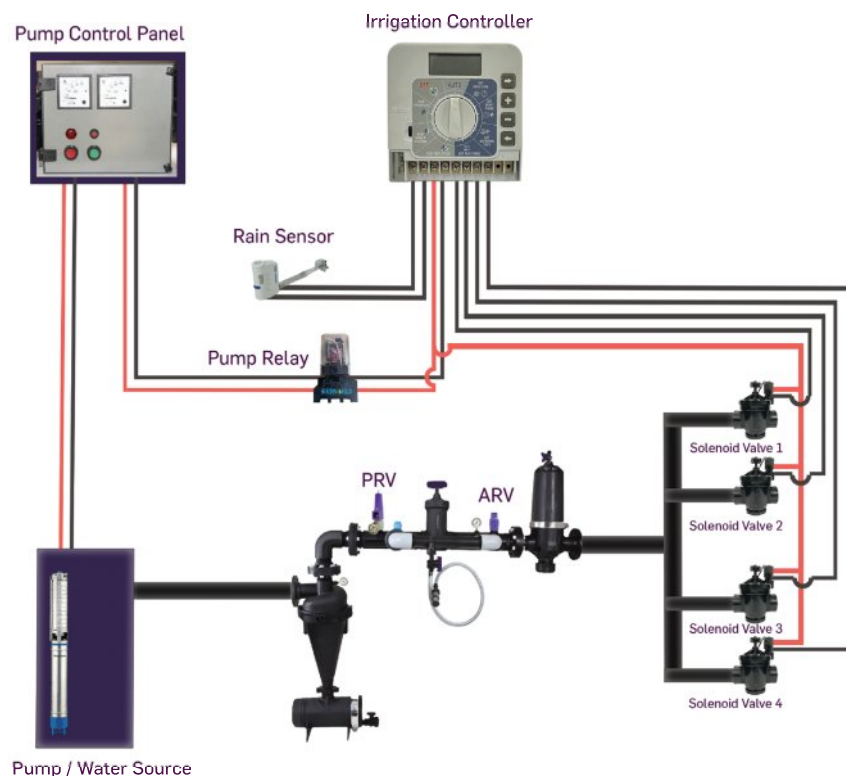 Irrigation Controller
Pump Control Panel
Rain Sensor
Pump Relay
PRV
ARV
Solenoid Valve 1
Solenoid Valve 2
Solenoid Valve 3
Solenoid Valve 4
Pump / Water Source